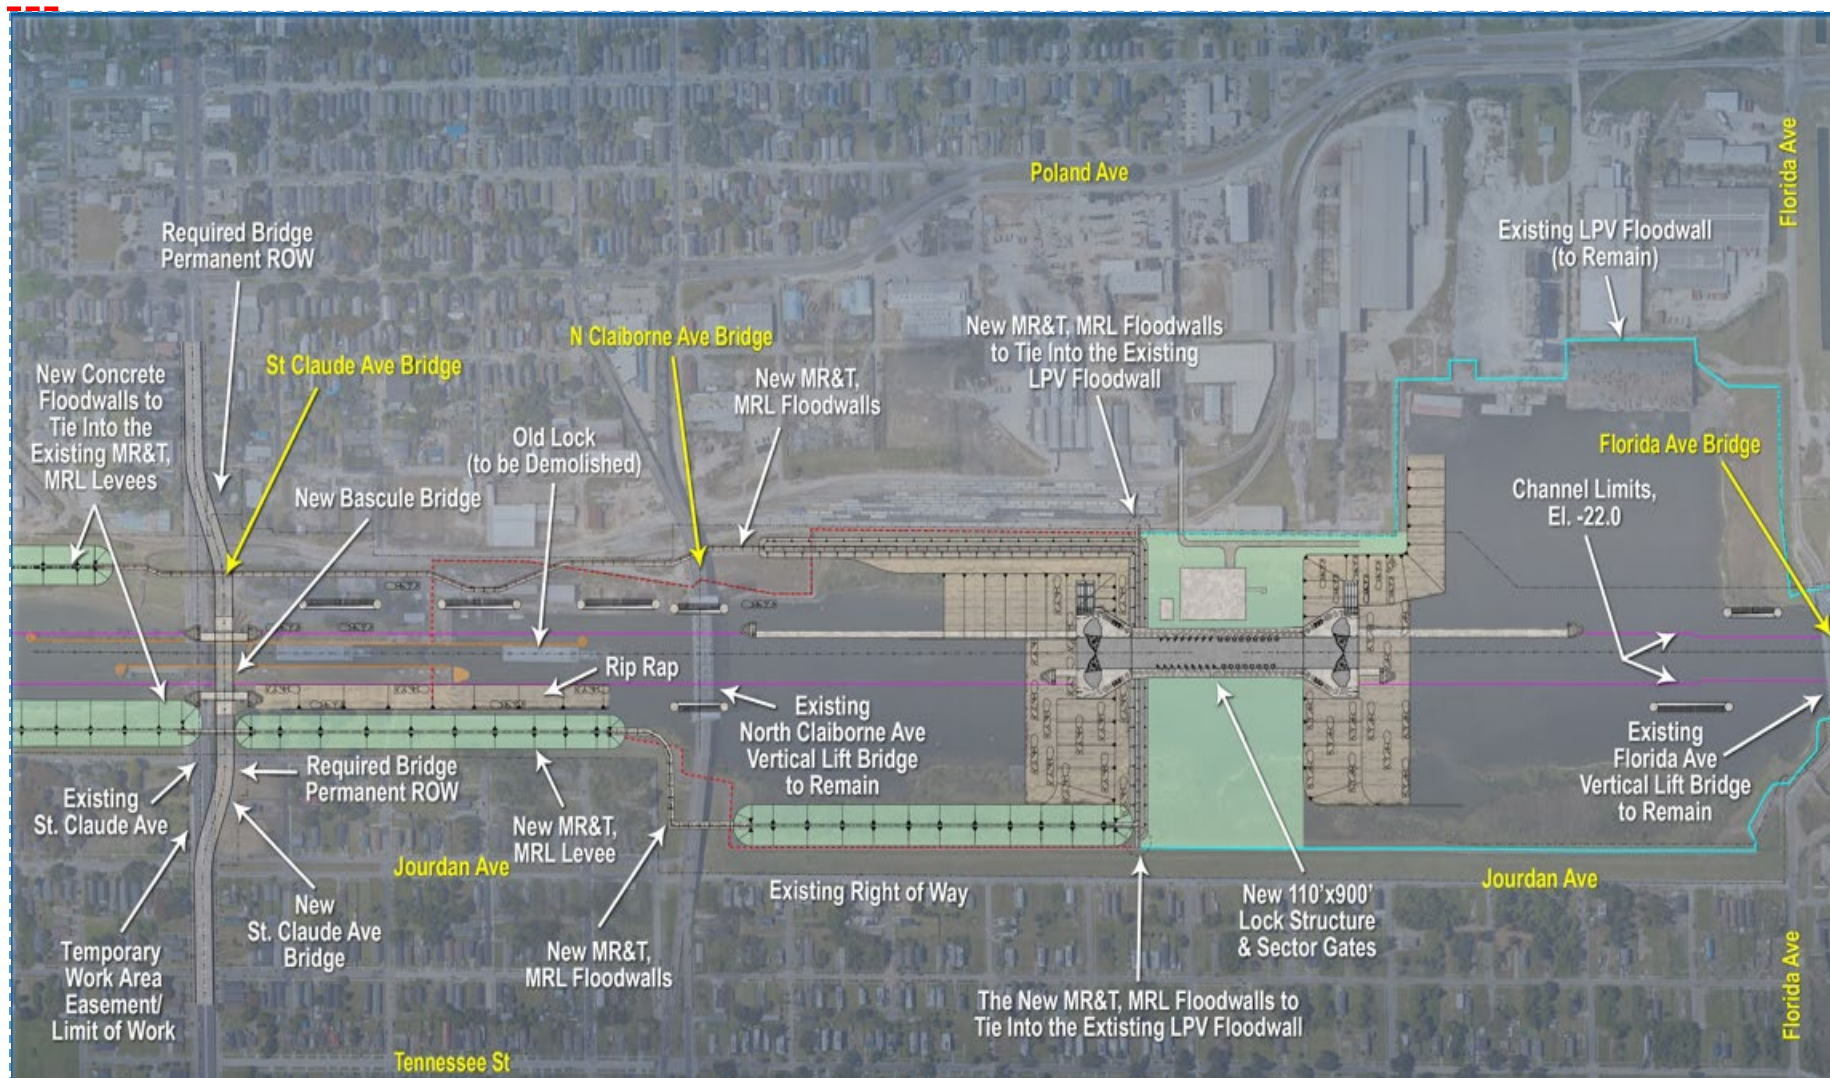 Poland Ave
Florida Ave
Required Bridge
Permanent ROW
Existing LPV Floodwall
(to Remain)
N Claiborne Ave Bridge
New MR&T, MRL Floodwalls
to Tie Into the Existing
LPV Floodwall
St Claude Ave Bridge
New Concrete
Floodwalls to
Tie Into the
Existing MR&T,
MRL Levees
New MR&T,
MRL Floodwalls
Old Lock
(to be Demolished)
Florida Ave Bridge
New Bascule Bridge
Channel Limits,
El. -22.0
Rip Rap
Existing
North Claiborne Ave
Vertical Lift Bridge
to Remain
Existing
Florida Ave
Vertical Lift Bridge
to Remain
Required Bridge
Permanent ROW
Existing
St. Claude Ave
New MR&T,
MRL Levee
Jourdan Ave
Existing Right of Way
Jourdan Ave
New 110'x900'
Lock Structure
& Sector Gates
New
St. Claude Ave
Bridge
New MR&T,
MRL Floodwalls
Temporary
Work Area
Easement/
Limit of Work
The New MR&T, MRL Floodwalls to
Tie Into the Extisting LPV Floodwall
Florida Ave
Tennessee St